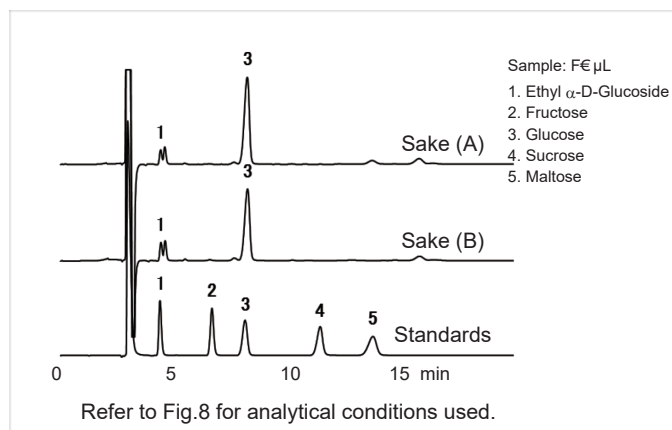 3
Sample: F€ µL
1. Ethyl α-D-Glucoside
2. Fructose
3. Glucose
4. Sucrose
5. Maltose
1
Sake (A)
3
1
Sake (B)
1 2 3 4 5
Standards
0 5 10 15 min
Refer to Fig.8 for analytical conditions used.